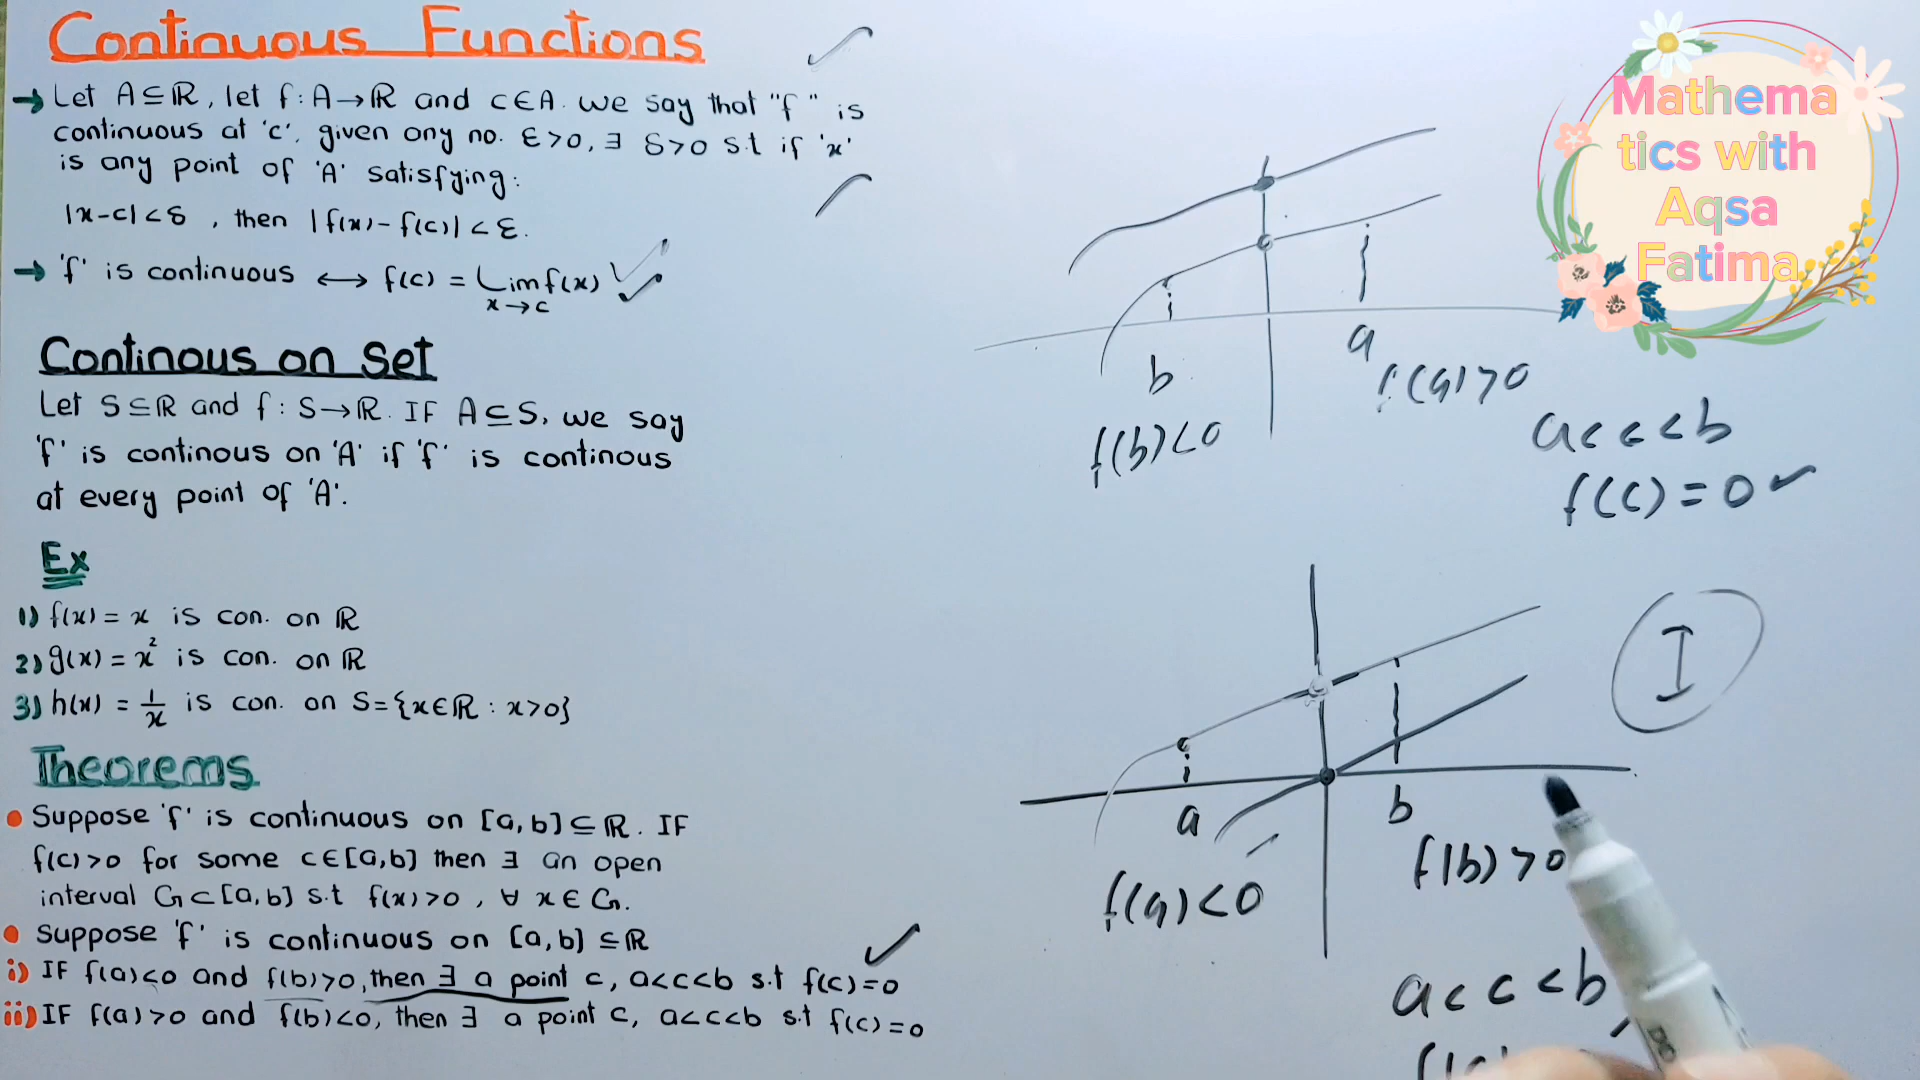 Continuous Functions
→ Let A⊆ℝ, let f:A→ℝ and c∈A. we say that "f" is
continuous at 'c', given any no. ε>0, ∃ δ>0 s.t if 'x'
is any point of 'A' satisfying:
|x-c|<δ , then |f(x)-f(c)|<ε.
→ 'f' is continuous ⟷ f(c) = Lim f(x)
x→c
Continous on Set
Let S⊆ℝ and f:S→ℝ. IF A⊆S, we say
'f' is continous on 'A' if 'f' is continous
at every point of 'A'.
Ex
1) f(x)=x is con. on ℝ
2) g(x)=x² is con. on ℝ
3) h(x) = 1/x is con. on S={x∈ℝ : x>0}
Theorems
• Suppose 'f' is continuous on [a,b]⊆ℝ. IF
f(c)>0 for some c∈[a,b] then ∃ an open
interval G⊂[a,b] s.t f(x)>0, ∀ x∈G.
• Suppose 'f' is continuous on [a,b]⊆ℝ
i) IF f(a)<0 and f(b)>0, then ∃ a point c, a<c<b s.t f(c)=0
ii) IF f(a)>0 and f(b)<0, then ∃ a point c, a<c<b s.t f(c)=0
b
a
f(b)<0
f(a)>0
a<c<b
f(c)=0
I
a
b
f(a)<0
f(b)>0
a<c<b
Mathema
tics with
Aqsa
Fatima